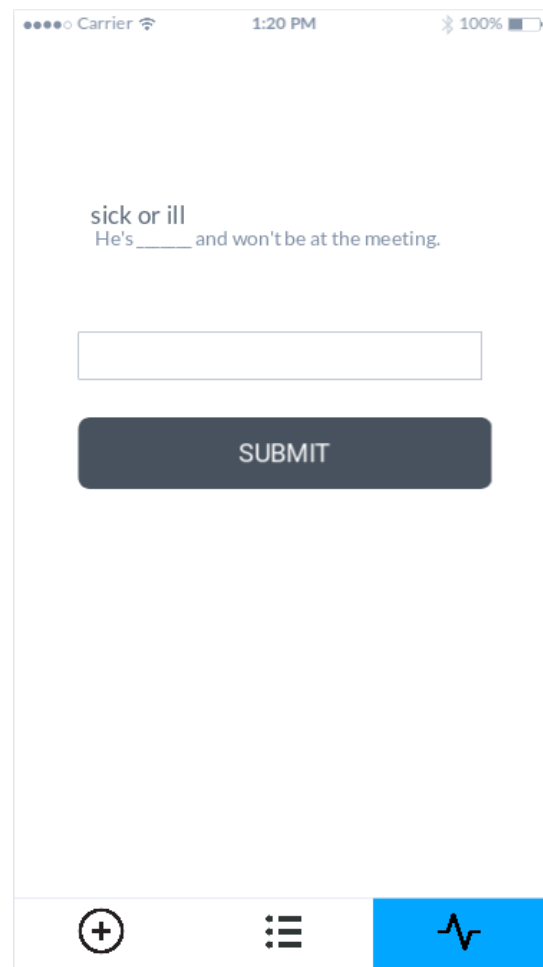 Carrier 1:20 PM 100%
sick or ill
He's ______ and won't be at the meeting.
SUBMIT